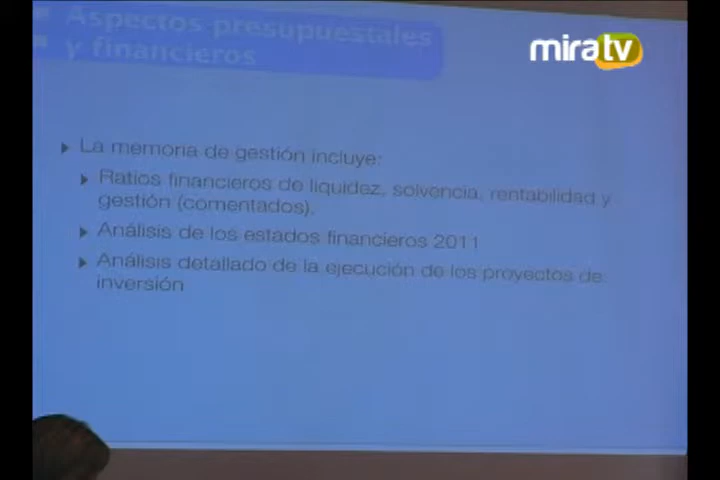 Aspectos presupuestales
y financieros
miratv
La memoria de gestión incluye:
Ratios financieros de liquidez, solvencia, rentabilidad y
gestión (comentados).
Análisis de los estados financieros 2011
Análisis detallado de la ejecución de los proyectos de
inversión